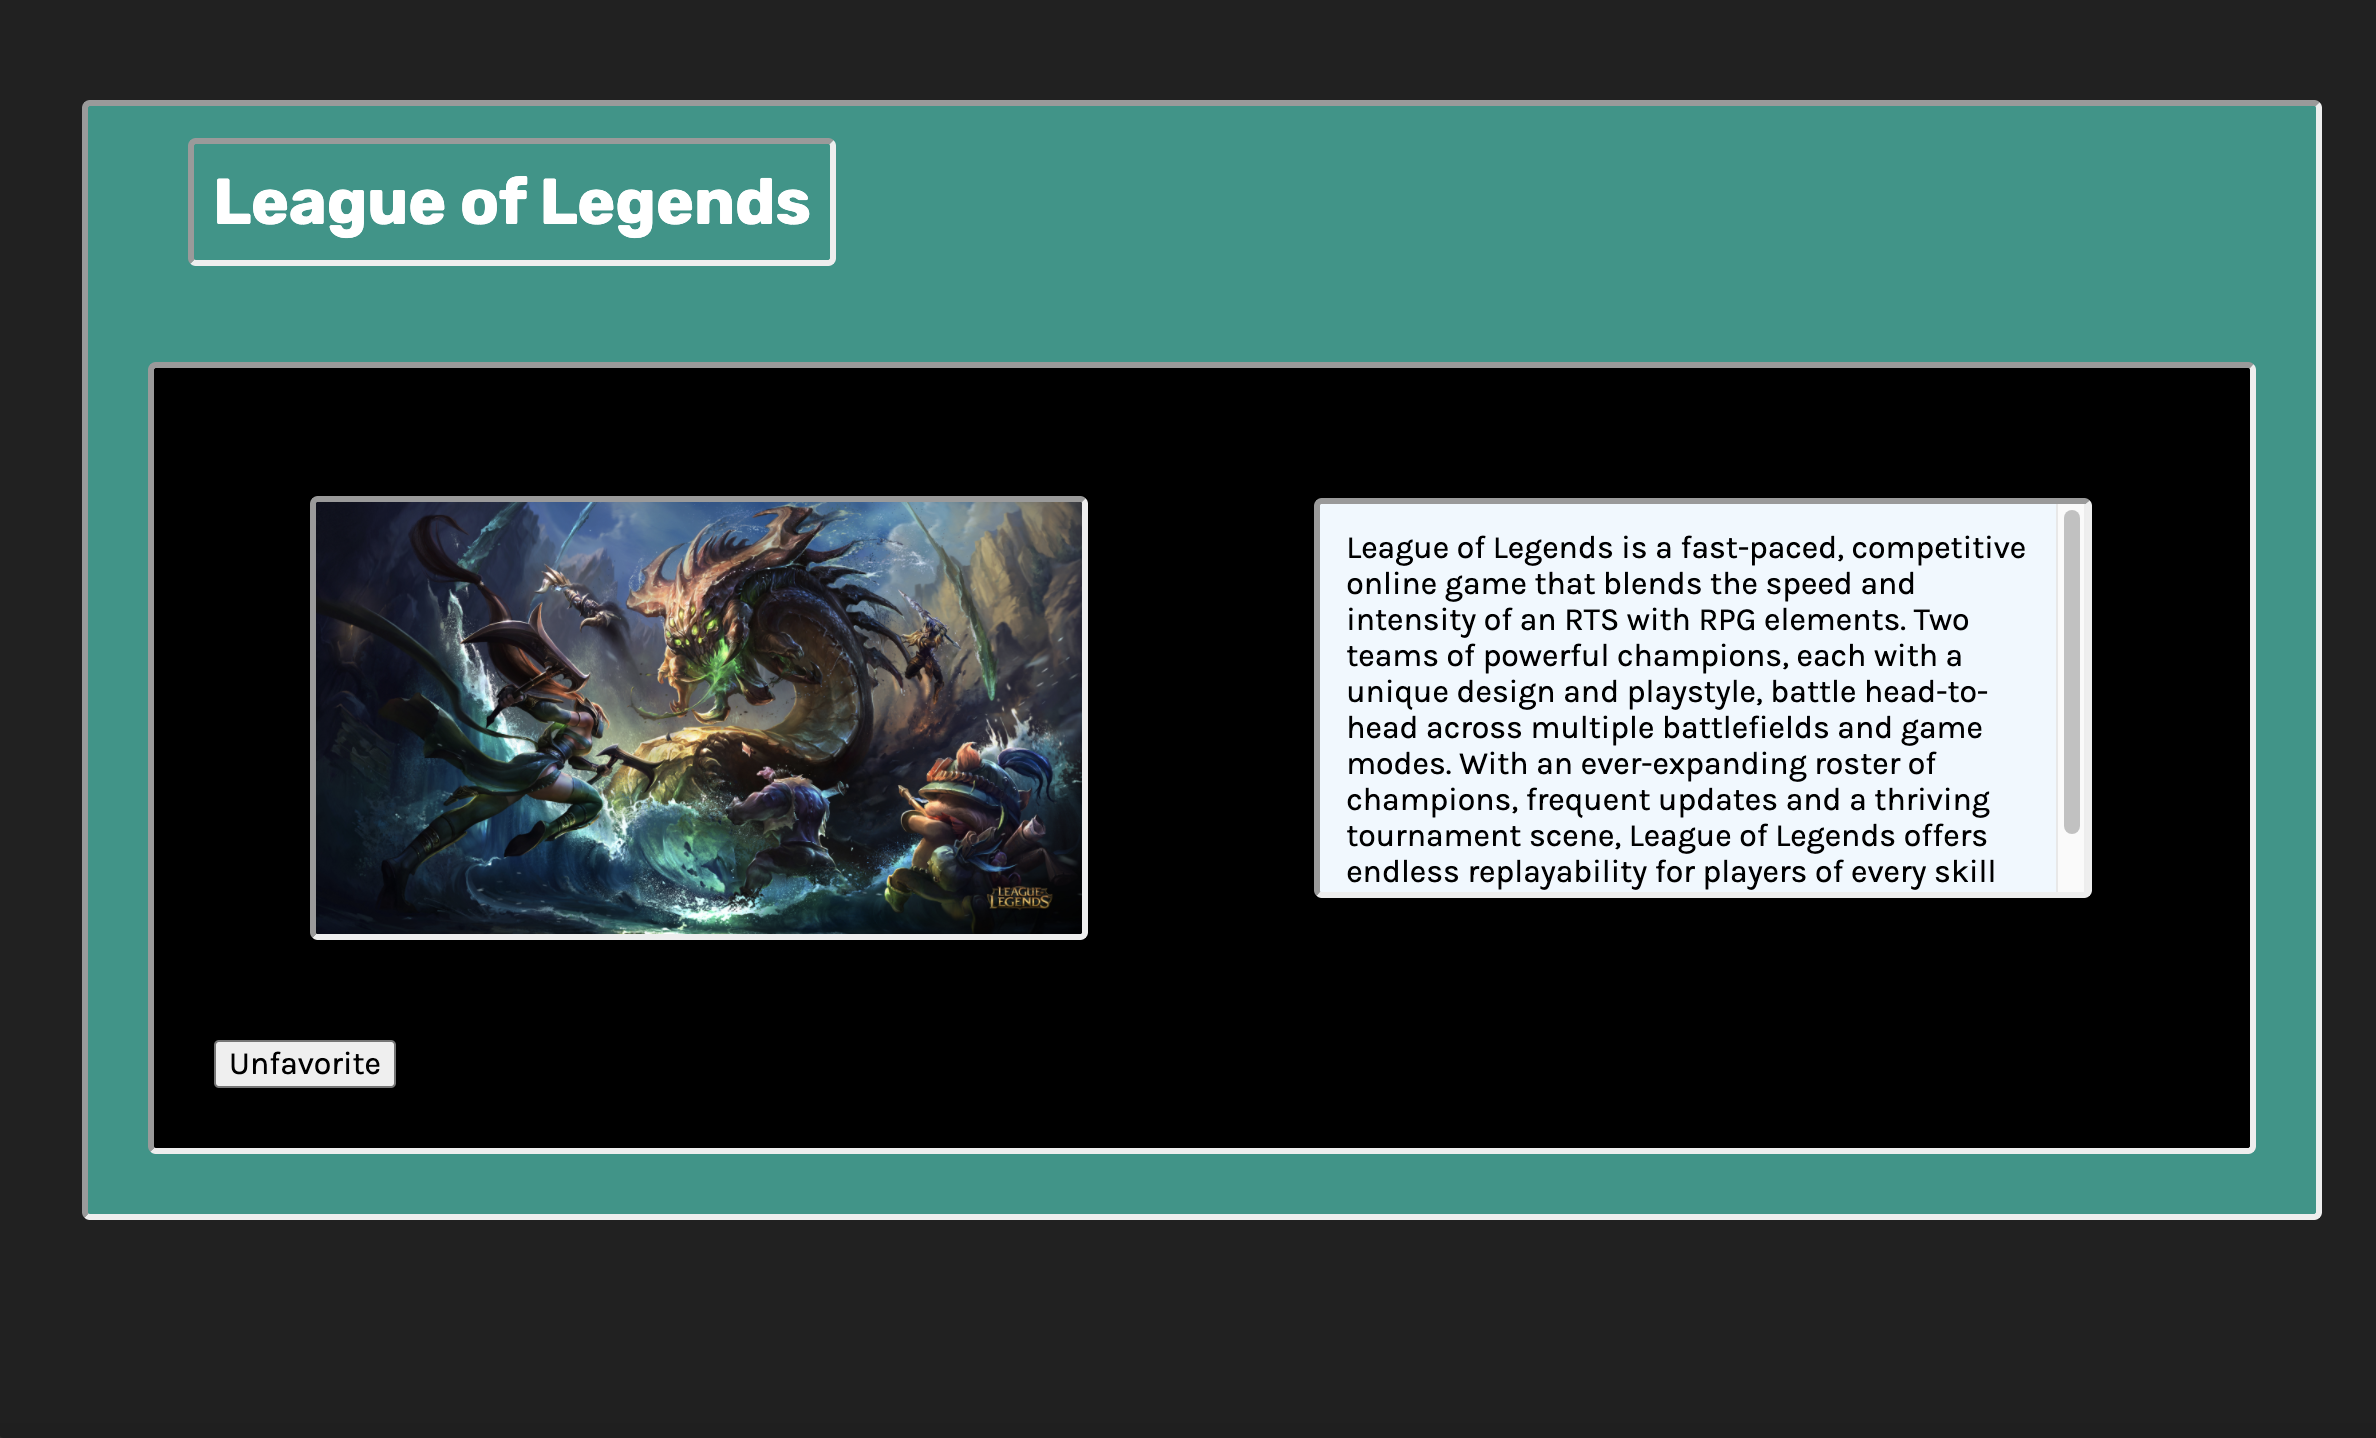 League of Legends
League of Legends is a fast-paced, competitive
online game that blends the speed and
intensity of an RTS with RPG elements. Two
teams of powerful champions, each with a
unique design and playstyle, battle head-to-
head across multiple battlefields and game
modes. With an ever-expanding roster of
champions, frequent updates and a thriving
tournament scene, League of Legends offers
endless replayability for players of every skill
LEAGUE
LEGENDS
Unfavorite